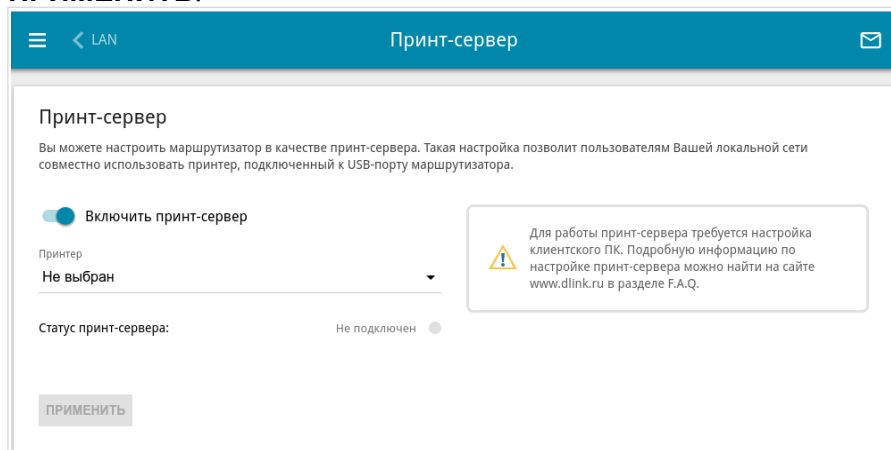 ПРИМЕНИТЬ.
LAN
Принт-сервер
Принт-сервер
Вы можете настроить маршрутизатор в качестве принт-сервера. Такая настройка позволит пользователям Вашей локальной сети
совместно использовать принтер, подключенный к USB-порту маршрутизатора.
Включить принт-сервер
Принтер
Не выбран
Статус принт-сервера:
Не подключен
Для работы принт-сервера требуется настройка
клиентского ПК. Подробную информацию по
настройке принт-сервера можно найти на сайте
www.dlink.ru в разделе F.A.Q.
ПРИМЕНИТЬ